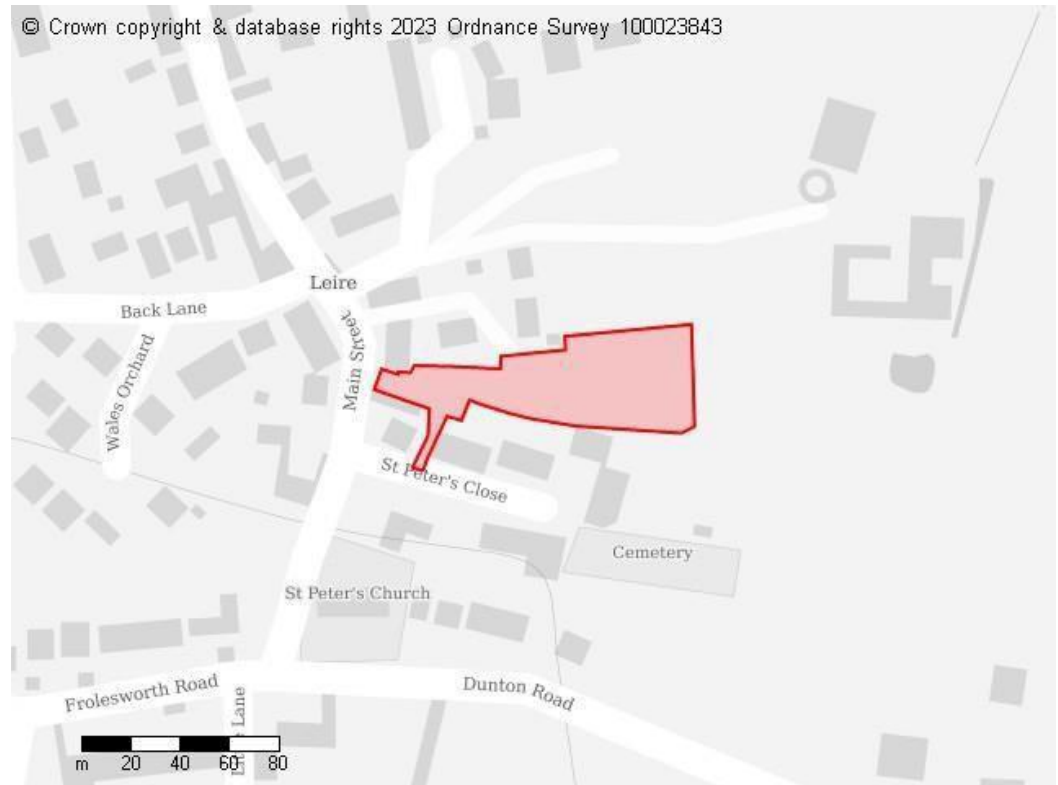 © Crown copyright & database rights 2023 Ordnance Survey 100023843
Leire
Back Lane
Main Street
Wales Orchard
St Peter's Close
Cemetery
St Peter's Church
Frolesworth Road
Dunton Road
Lane
m 20 40 60 80